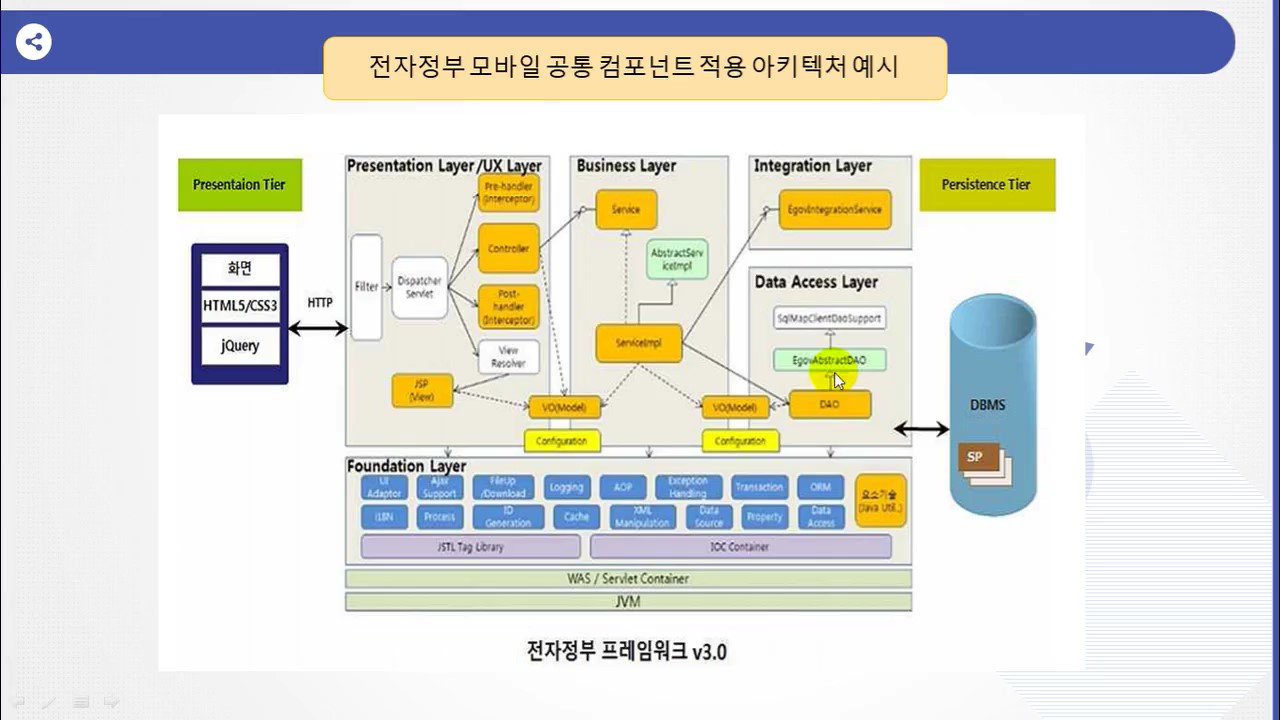 전자정부 모바일 공통 컴포넌트 적용 아키텍처 예시
Presentaion Tier
화면
HTML5/CSS3
jQuery
HTTP
Presentation Layer/UX Layer
Pre-handler
(Interceptor)
Filter
Dispatcher
Servlet
Controller
Post-
handler
(Interceptor)
View
Resolver
JSP
(View)
Business Layer
Service
AbstractServ
iceImpl
ServiceImpl
VO(Model)
Configuration
VO(Model)
Configuration
Integration Layer
EgovIntegrationService
Data Access Layer
SqlMapClientDaoSupport
EgovAbstractDAO
DAO
Persistence Tier
DBMS
SP
Foundation Layer
UI
Adaptor
Ajax
Support
FileUp
/Download
Logging
AOP
Exception
Handling
Transaction
ORM
Process
ID
Generation
Cache
XML
Manipulation
Data
Source
Property
Data
Access
요소기술
(Java Util..)
JSTL Tag Library
IOC Container
WAS / Servlet Container
JVM
전자정부 프레임워크 v3.0